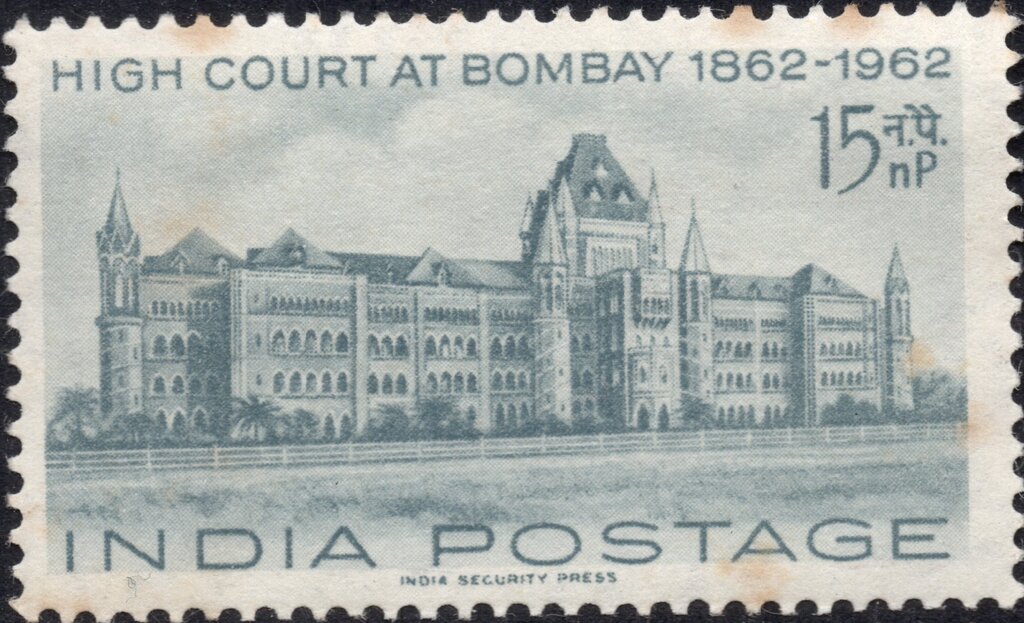 HIGH COURT AT BOMBAY 1862-1962
15 न.पै.
nP
INDIA POSTAGE
INDIA SECURITY PRESS